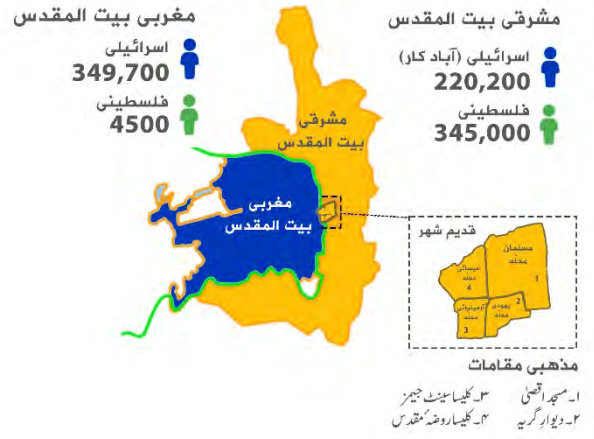 مشرقی بیت المقدس
اسرائیلی (آباد کار)
220,200
فلسطینی
345,000
مغربی بیت المقدس
اسرائیلی
349,700
فلسطینی
4500
مشرقی
بیت المقدس
مغربی
بیت المقدس
قدیم شہر
مسلمان
محلہ
1
عیسائی
محلہ
4
یہودی
محلہ
2
آرمینیائی
محلہ
3
مذهبی مقامات
۱۔ مسجد اقصیٰ ۳۔ کلیسا سینٹ جیمز
۲۔ دیوار گریہ ۴۔ کلیسا روضۂ مقدس